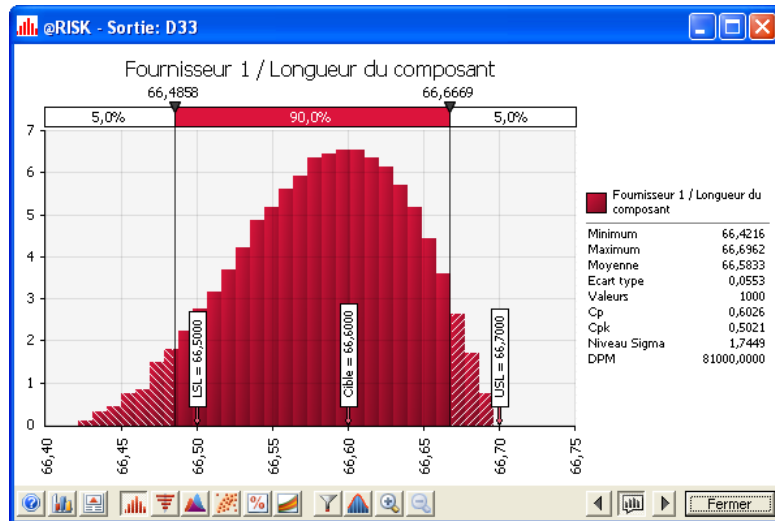 @RISK - Sortie: D33
Fournisseur 1 / Longueur du composant
66,4858 66,6669
5,0% 90,0% 5,0%
7
6
5
4
3
2
1
0
LSL = 66,5000
Cible = 66,6000
USL = 66,7000
66,40 66,45 66,50 66,55 66,60 66,65 66,70 66,75
Fournisseur 1 / Longueur du
composant
Minimum 66,4216
Maximum 66,6962
Moyenne 66,5833
Ecart type 0,0553
Valeurs 1000
Cp 0,6026
Cpk 0,5021
Niveau Sigma 1,7449
DPM 81000,0000
Fermer